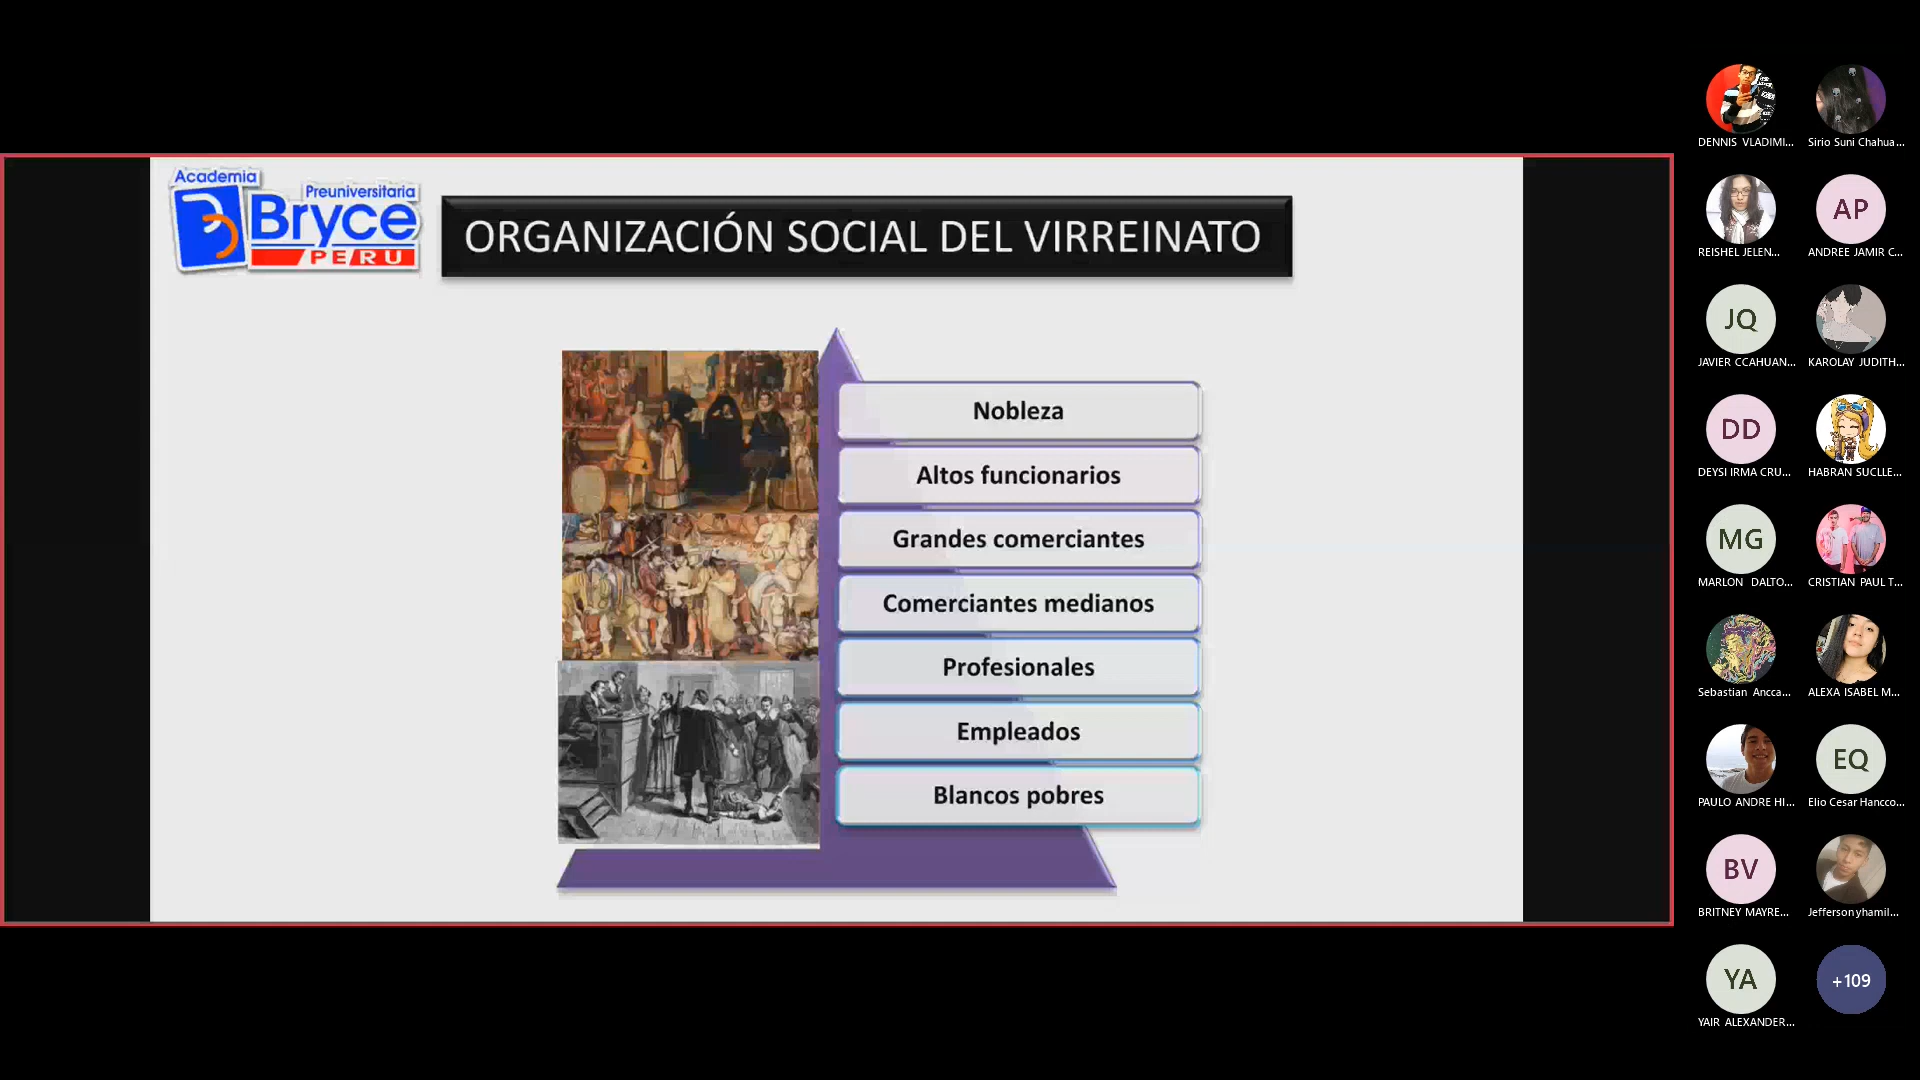 Academia
Preuniversitaria
Bryce
PERU
ORGANIZACIÓN SOCIAL DEL VIRREINATO
Nobleza
Altos funcionarios
Grandes comerciantes
Comerciantes medianos
Profesionales
Empleados
Blancos pobres
DENNIS VLADIMI...
Sirio Suni Chahua...
REISHEL JELEN...
AP
ANDREE JAMIR C...
JQ
JAVIER CCAHUAN...
KAROLAY JUDITH...
DD
DEYSI IRMA CRU...
HABRAN SUCLLE...
MG
MARLON DALTO...
CRISTIAN PAUL T...
Sebastian Ancca...
ALEXA ISABEL M...
PAULO ANDRE HI...
EQ
Elio Cesar Hancco...
BV
BRITNEY MAYRE...
Jefferson yhamil...
YA
YAIR ALEXANDER...
+109